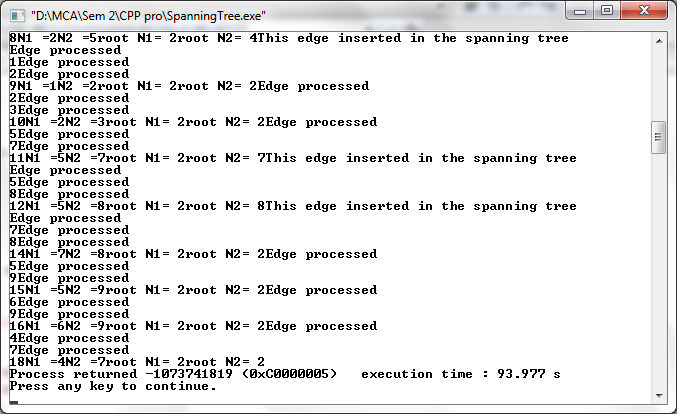 "D:\MCA\Sem 2\CPP pro\SpanningTree.exe"
8N1 =2N2 =5root N1= 2root N2= 4This edge inserted in the spanning tree
Edge processed
1Edge processed
2Edge processed
9N1 =1N2 =2root N1= 2root N2= 2Edge processed
2Edge processed
3Edge processed
10N1 =2N2 =3root N1= 2root N2= 2Edge processed
5Edge processed
7Edge processed
11N1 =5N2 =7root N1= 2root N2= 7This edge inserted in the spanning tree
Edge processed
5Edge processed
8Edge processed
12N1 =5N2 =8root N1= 2root N2= 8This edge inserted in the spanning tree
Edge processed
7Edge processed
8Edge processed
14N1 =7N2 =8root N1= 2root N2= 2Edge processed
5Edge processed
9Edge processed
15N1 =5N2 =9root N1= 2root N2= 2Edge processed
6Edge processed
9Edge processed
16N1 =6N2 =9root N1= 2root N2= 2Edge processed
4Edge processed
7Edge processed
18N1 =4N2 =7root N1= 2root N2= 2
Process returned -1073741819 (0xC0000005)   execution time : 93.977 s
Press any key to continue.